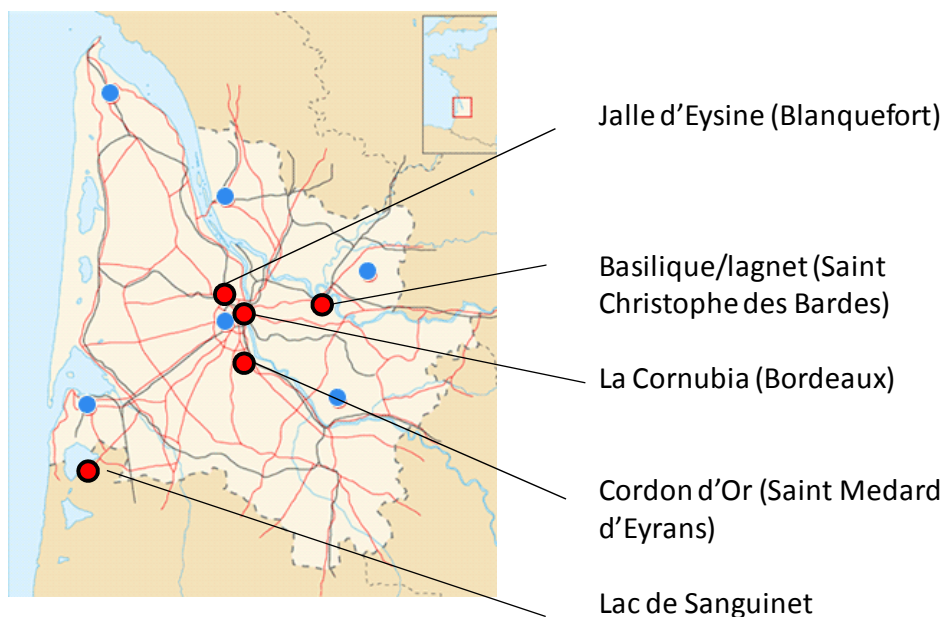 Jalle d’Eysine (Blanquefort)
Basilique/lagnet (Saint
Christophe des Bardes)
La Cornubia (Bordeaux)
Cordon d’Or (Saint Medard
d’Eyrans)
Lac de Sanguinet